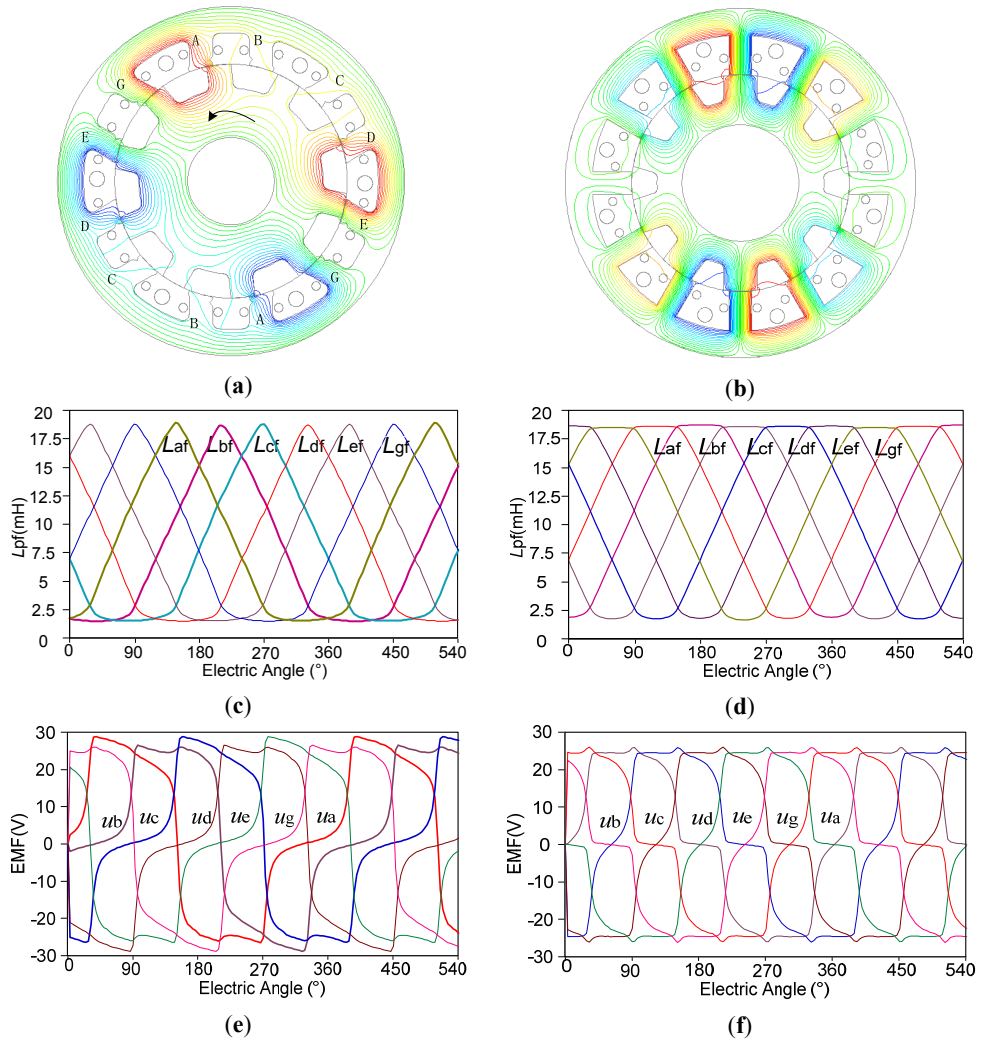 A
B
C
G
D
E
E
D
G
C
B
A
(a)
(b)
20
17.5
15
12.5
10
7.5
5
2.5
0
Lpf(mH)
Laf Lbf Lcf Ldf Lef Lgf
0 90 180 270 360 450 540
Electric Angle (°)
(c)
20
17.5
15
12.5
10
7.5
5
2.5
0
Lpf(mH)
Laf Lbf Lcf Ldf Lef Lgf
0 90 180 270 360 450 540
Electric Angle (°)
(d)
30
20
10
0
-10
-20
-30
EMF(V)
ub uc ud ue ug ua
0 90 180 270 360 450 540
Electric Angle (°)
(e)
30
20
10
0
-10
-20
-30
EMF(V)
ub uc ud ue ug ua
0 90 180 270 360 450 540
Electric Angle (°)
(f)